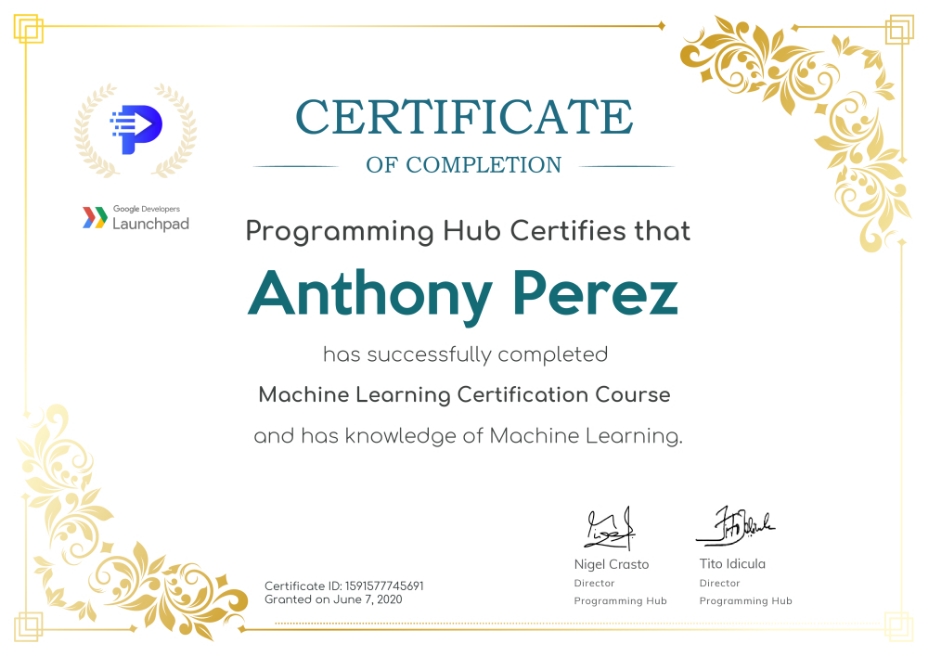 CERTIFICATE
OF COMPLETION
Google Developers
Launchpad
Programming Hub Certifies that
Anthony Perez
has successfully completed
Machine Learning Certification Course
and has knowledge of Machine Learning.
Nigel Crasto
Director
Programming Hub
Tito Idicula
Director
Programming Hub
Certificate ID: 1591577745691
Granted on June 7, 2020